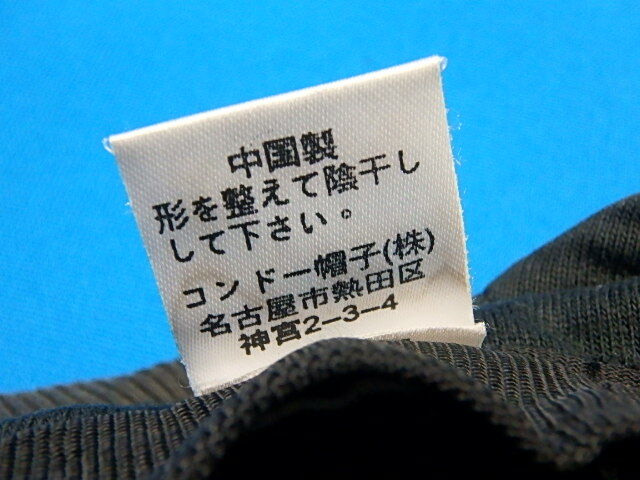 中国製
形を整えて陰干し
して下さい。
コンドー帽子(株)
名古屋市熱田区
神宮2-3-4